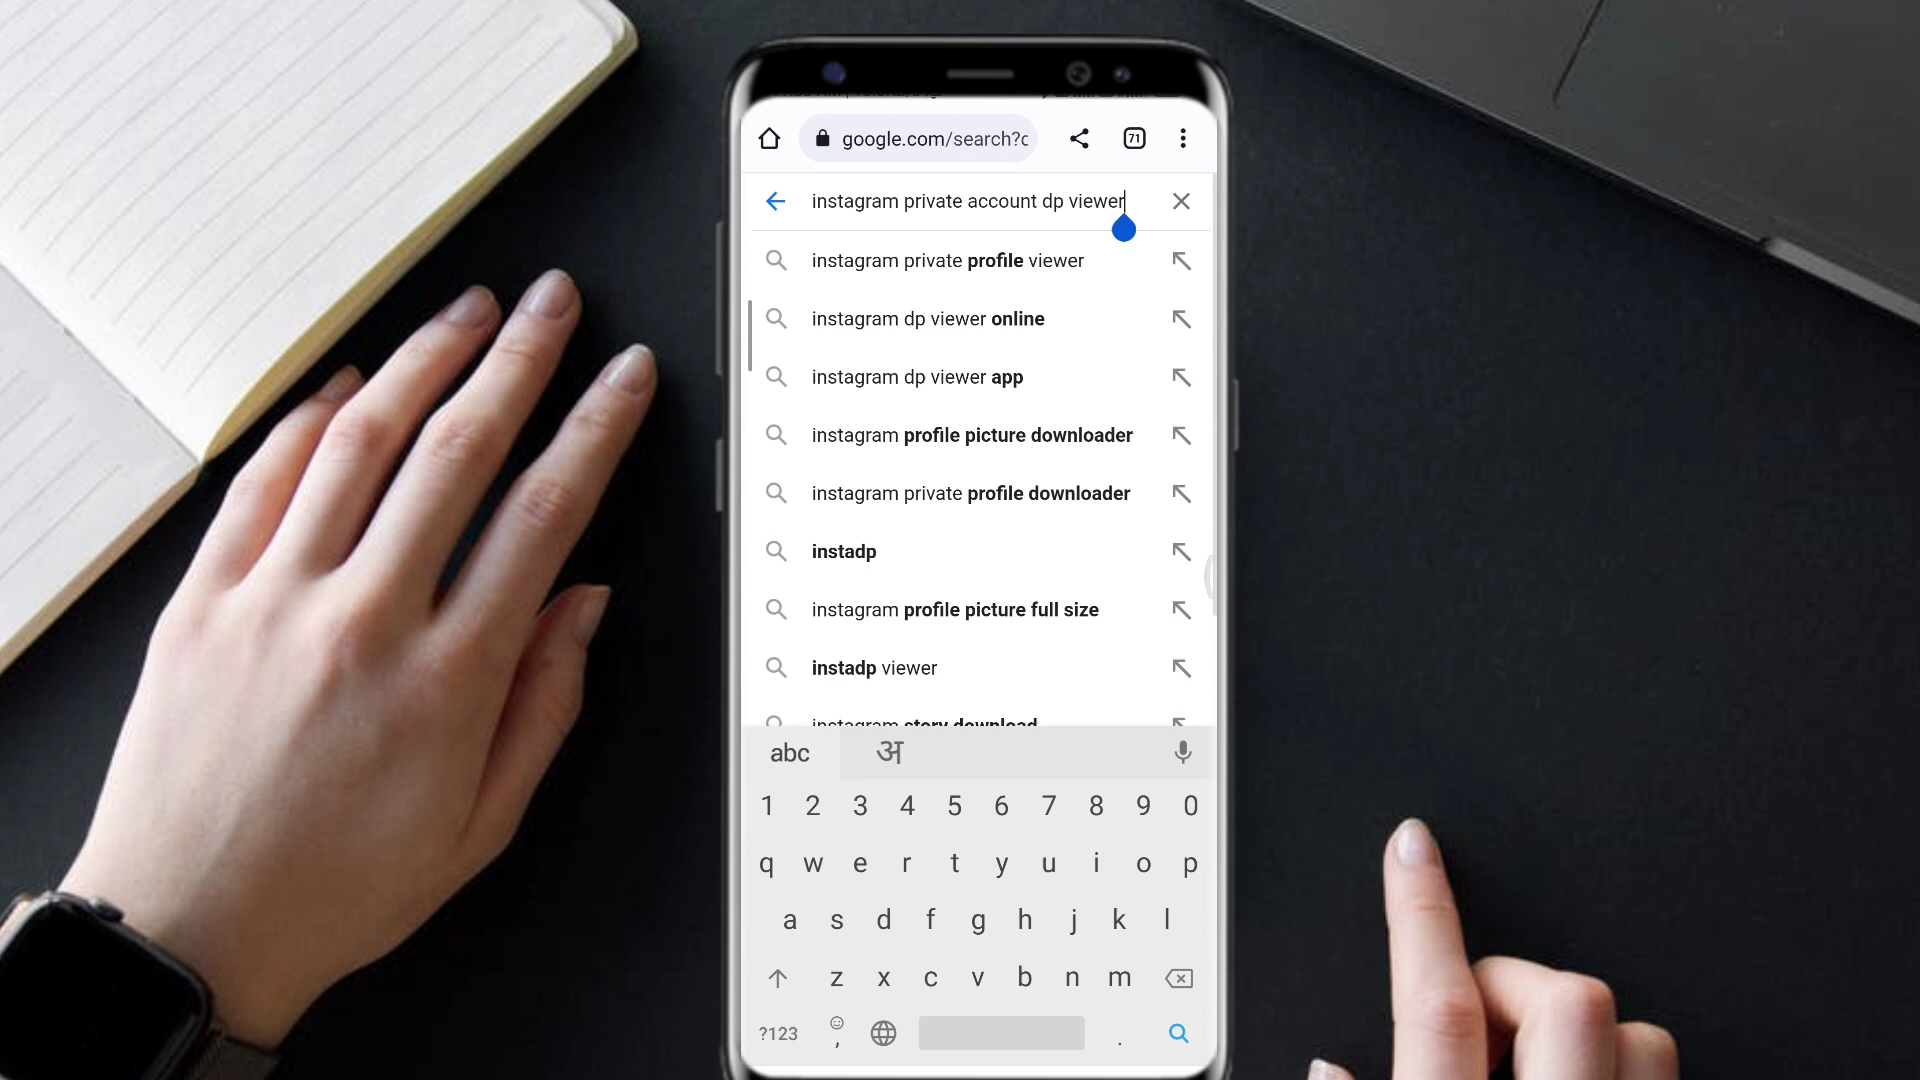 google.com/search?c
71
instagram private account dp viewer
instagram private profile viewer
instagram dp viewer online
instagram dp viewer app
instagram profile picture downloader
instagram private profile downloader
instadp
instagram profile picture full size
instadp viewer
instagram story download
abc अ
1 2 3 4 5 6 7 8 9 0
q w e r t y u i o p
a s d f g h j k l
z x c v b n m
?123 , .